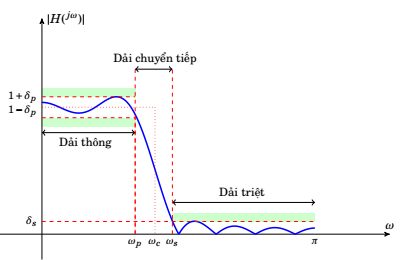 |H(^{jω})|
Dải chuyển tiếp
1+δ_p
1−δ_p
Dải thông
Dải triệt
δ_s
ω
ω_p ω_c ω_s π